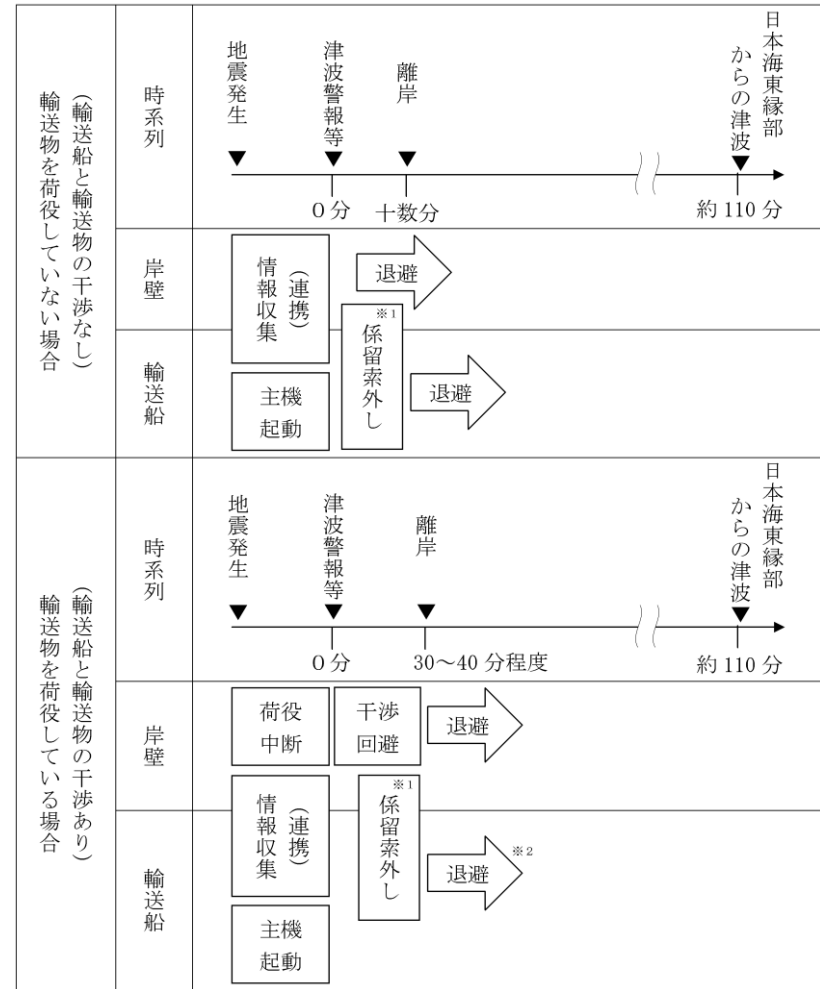 輸送物を荷役していない場合
（輸送船と輸送物の干渉なし）
時系列
地震発生
津波警報等
離岸
日本海東縁部
からの津波
0分
十数分
約110分
岸壁
情報収集
（連携）
退避
※1
係留索外し
輸送船
主機
起動
退避
輸送物を荷役している場合
（輸送船と輸送物の干渉あり）
時系列
地震発生
津波警報等
離岸
日本海東縁部
からの津波
0分
30～40分程度
約110分
岸壁
荷役
中断
干渉
回避
退避
情報収集
（連携）
※1
係留索外し
輸送船
退避
※2
主機
起動